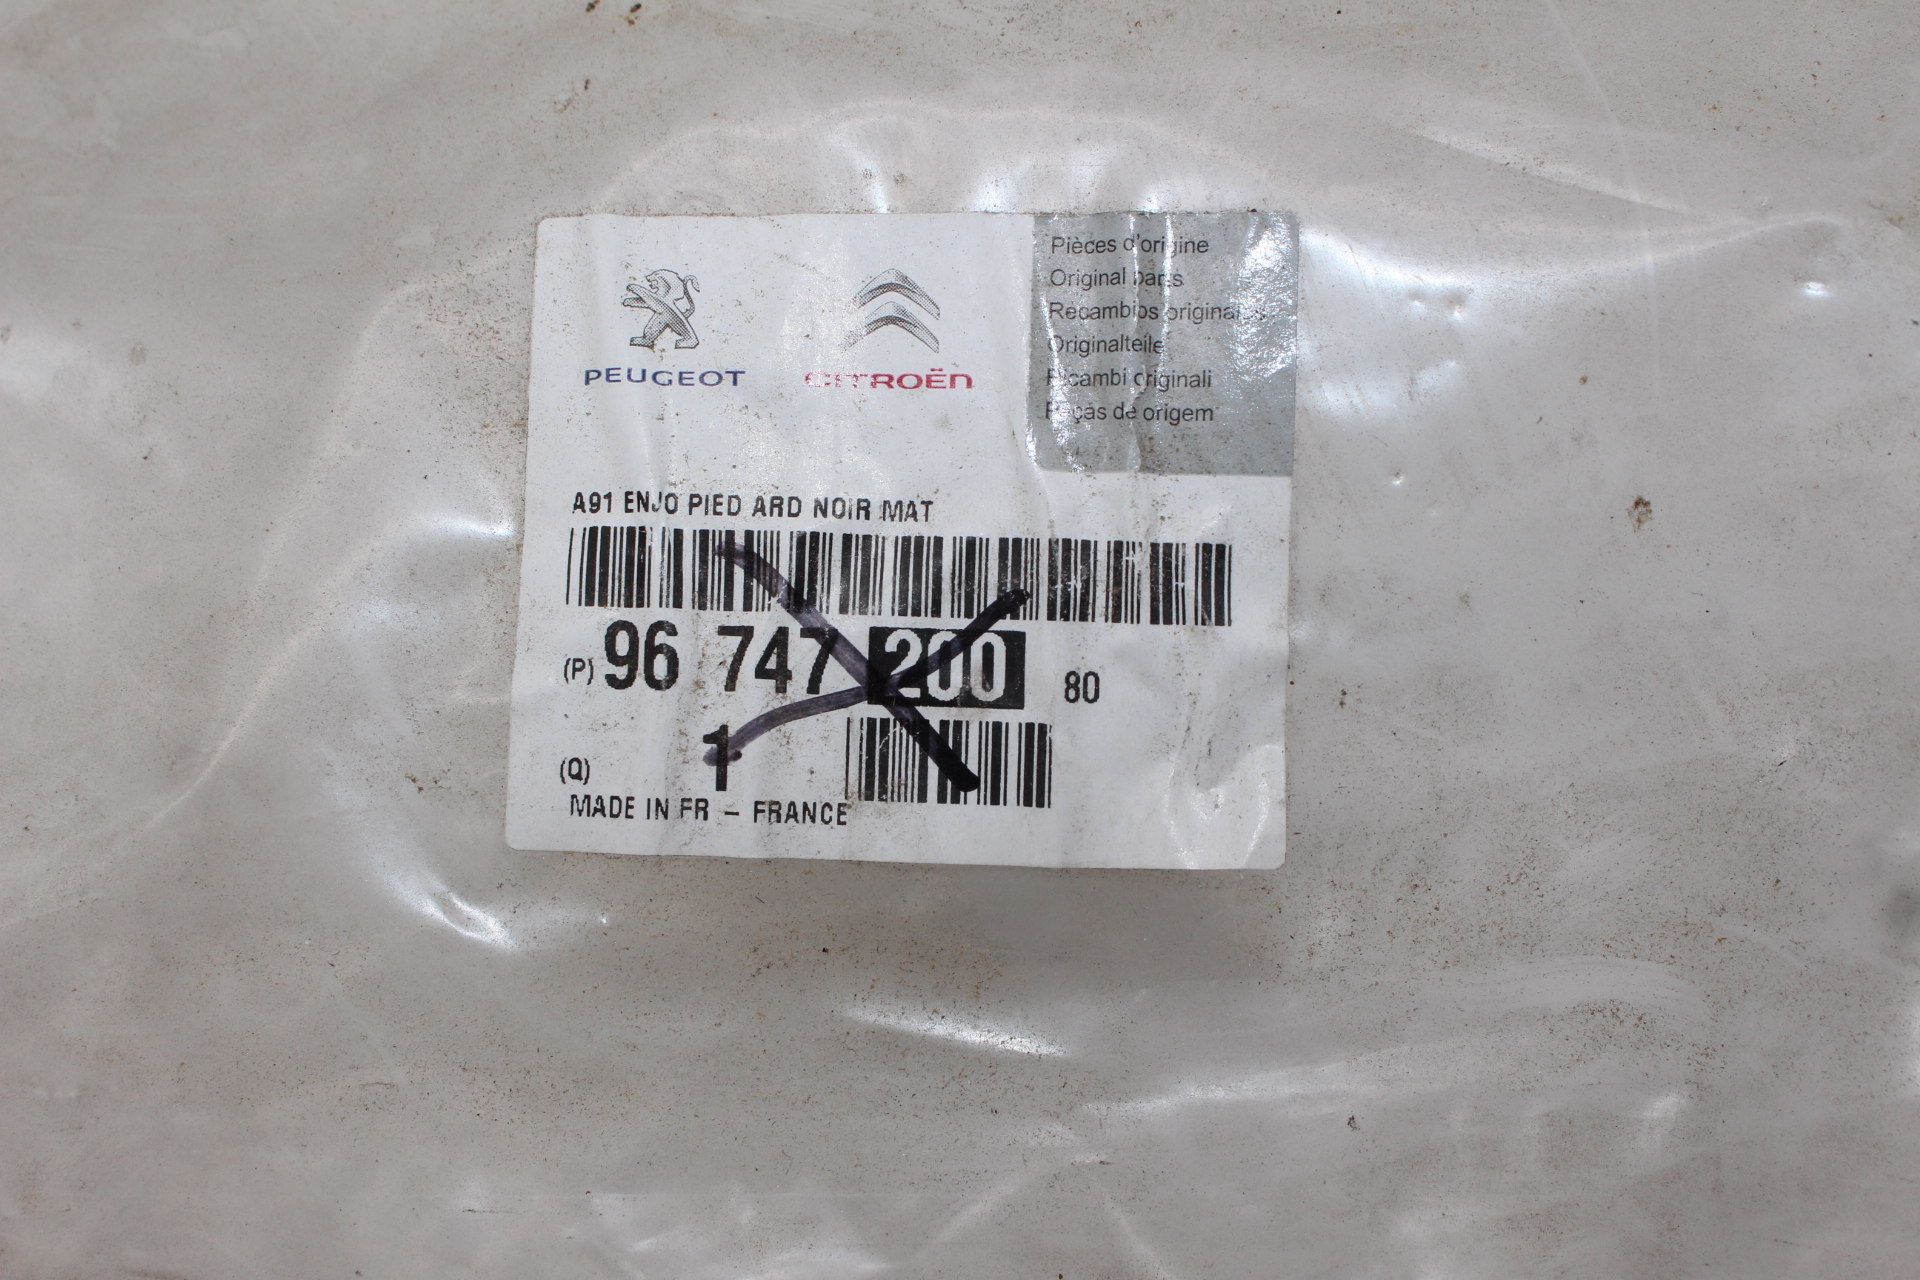 PEUGEOT CITROËN
Pièces d'origine
Original parts
Recambios originales
Originalteile
Ricambi originali
Peças de origem
A91 ENJO PIED ARD NOIR MAT
(P) 96 747 200 80
(Q) 1
MADE IN FR - FRANCE